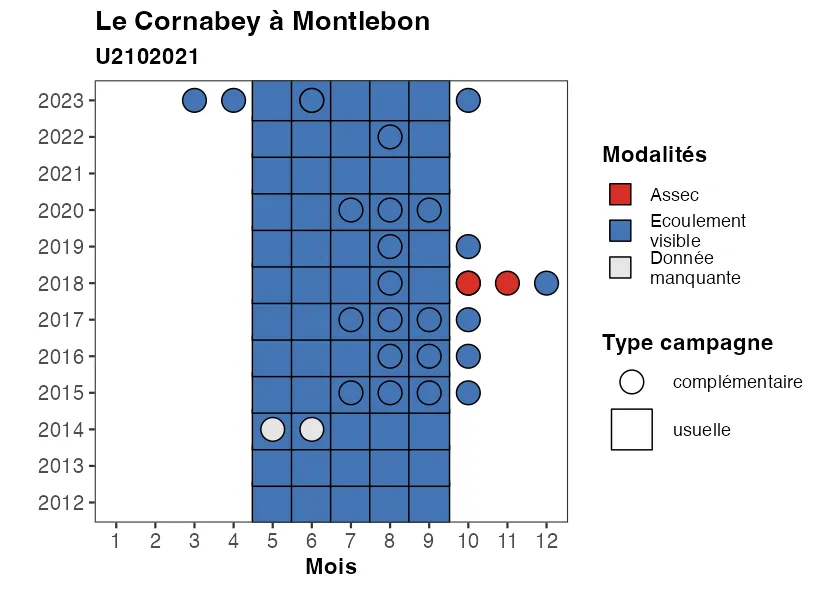 Le Cornabey à Montlebon
U2102021
2023
2022
2021
2020
2019
2018
2017
2016
2015
2014
2013
2012
1 2 3 4 5 6 7 8 9 10 11 12
Mois
Modalités
Assec
Ecoulement
visible
Donnée
manquante
Type campagne
complémentaire
usuelle